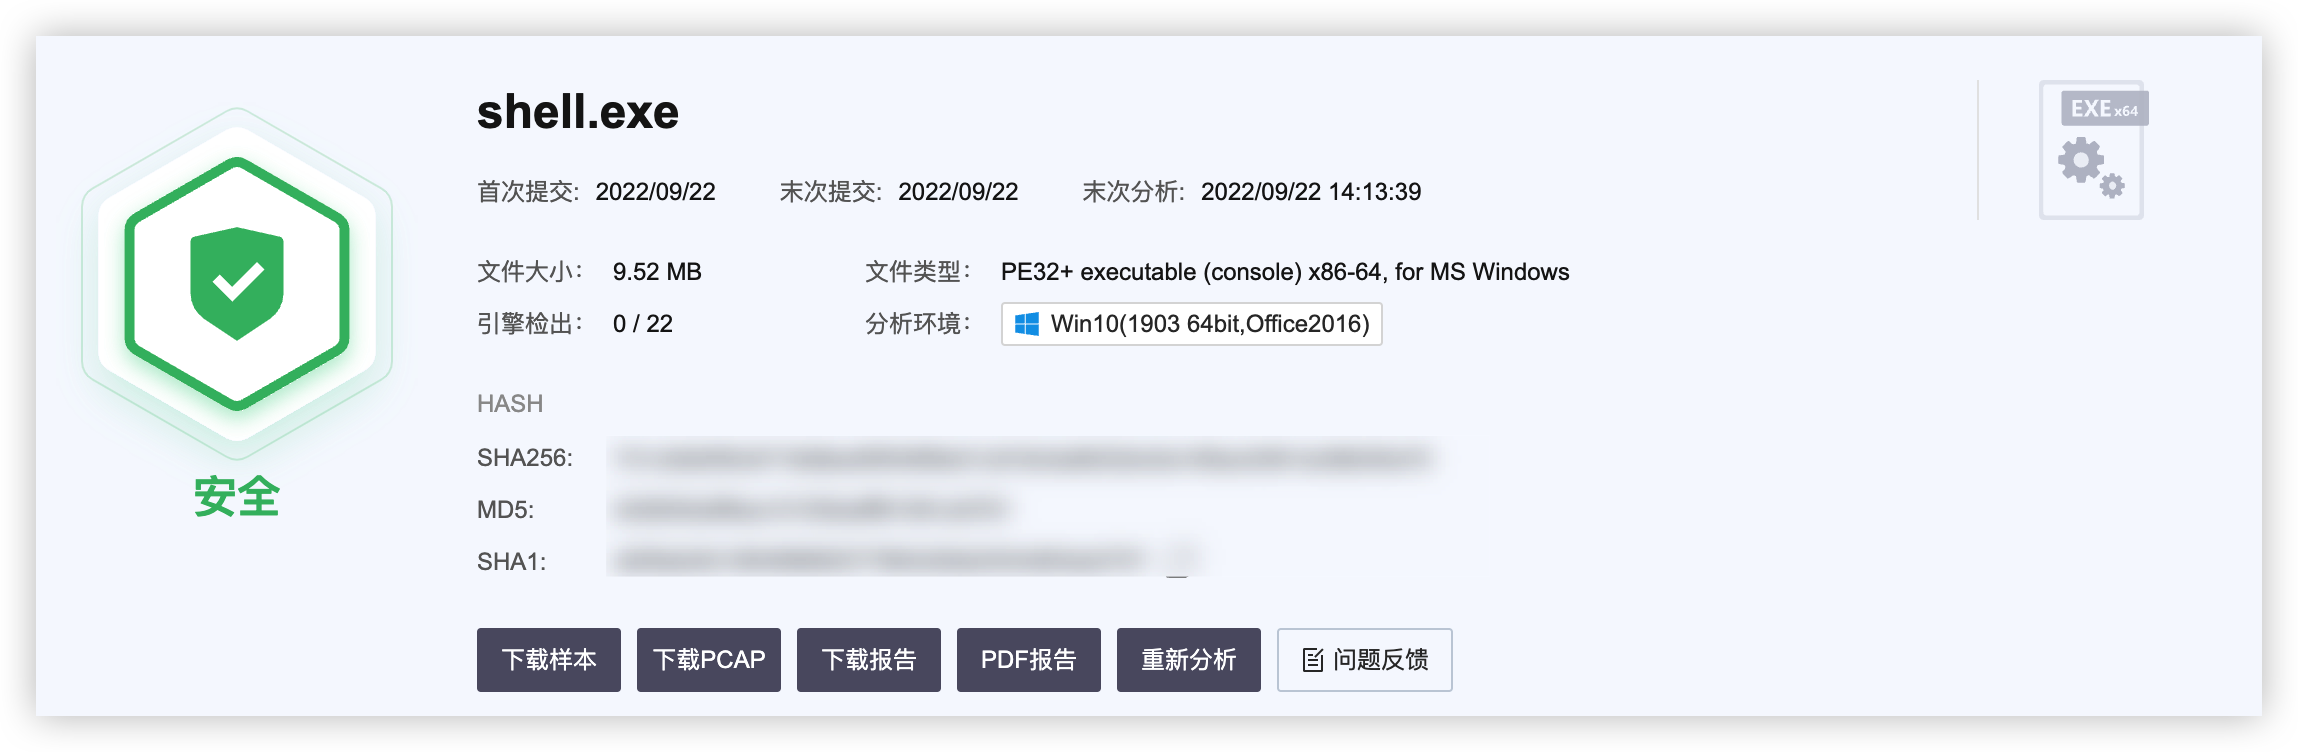 shell.exe
EXE x64
首次提交: 2022/09/22 末次提交: 2022/09/22 末次分析: 2022/09/22 14:13:39
文件大小: 9.52 MB 文件类型: PE32+ executable (console) x86-64, for MS Windows
引擎检出: 0 / 22 分析环境: Win10(1903 64bit,Office2016)
HASH
SHA256:
安全
MD5:
SHA1:
下载样本 下载PCAP 下载报告 PDF报告 重新分析 问题反馈